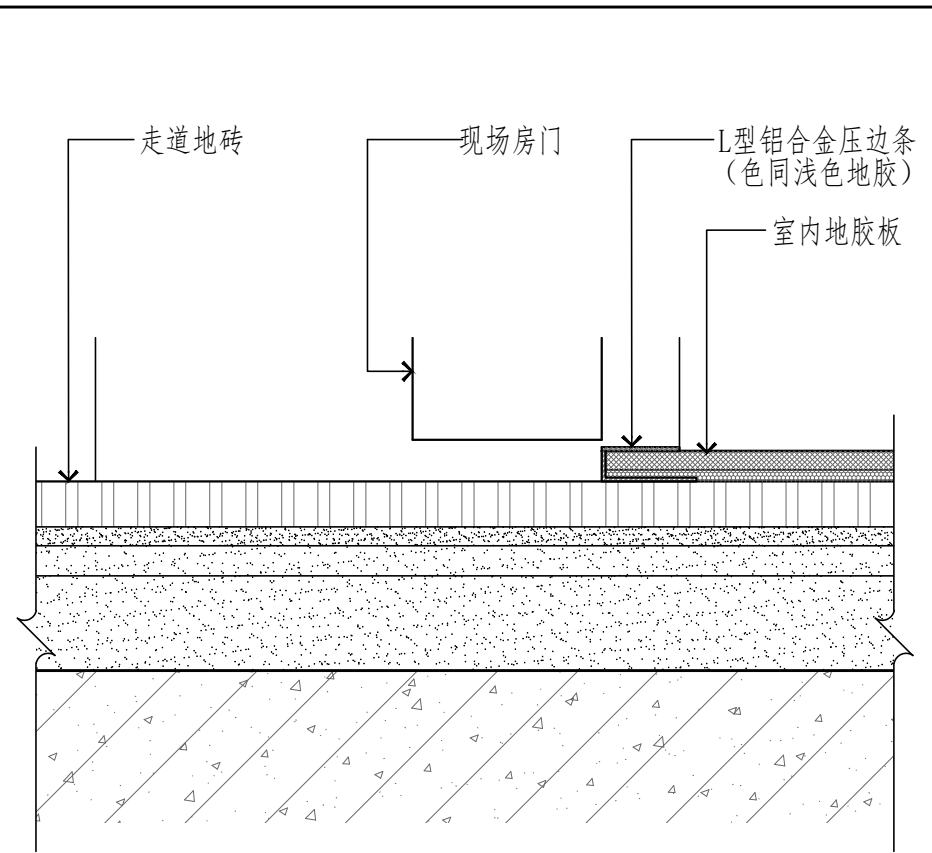 走道地砖
现场房门
L型铝合金压边条
（色同浅色地胶）
室内地胶板